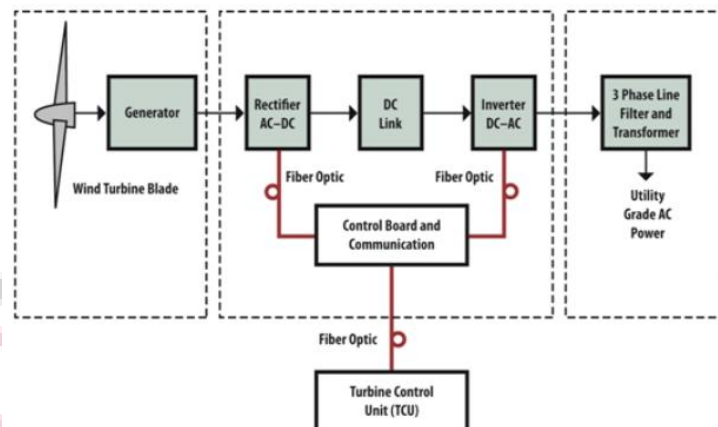 Generator
Rectifier
AC–DC
DC
Link
Inverter
DC–AC
3 Phase Line
Filter and
Transformer
Wind Turbine Blade
Fiber Optic
Fiber Optic
Utility
Grade AC
Power
Control Board and
Communication
Fiber Optic
Turbine Control
Unit (TCU)